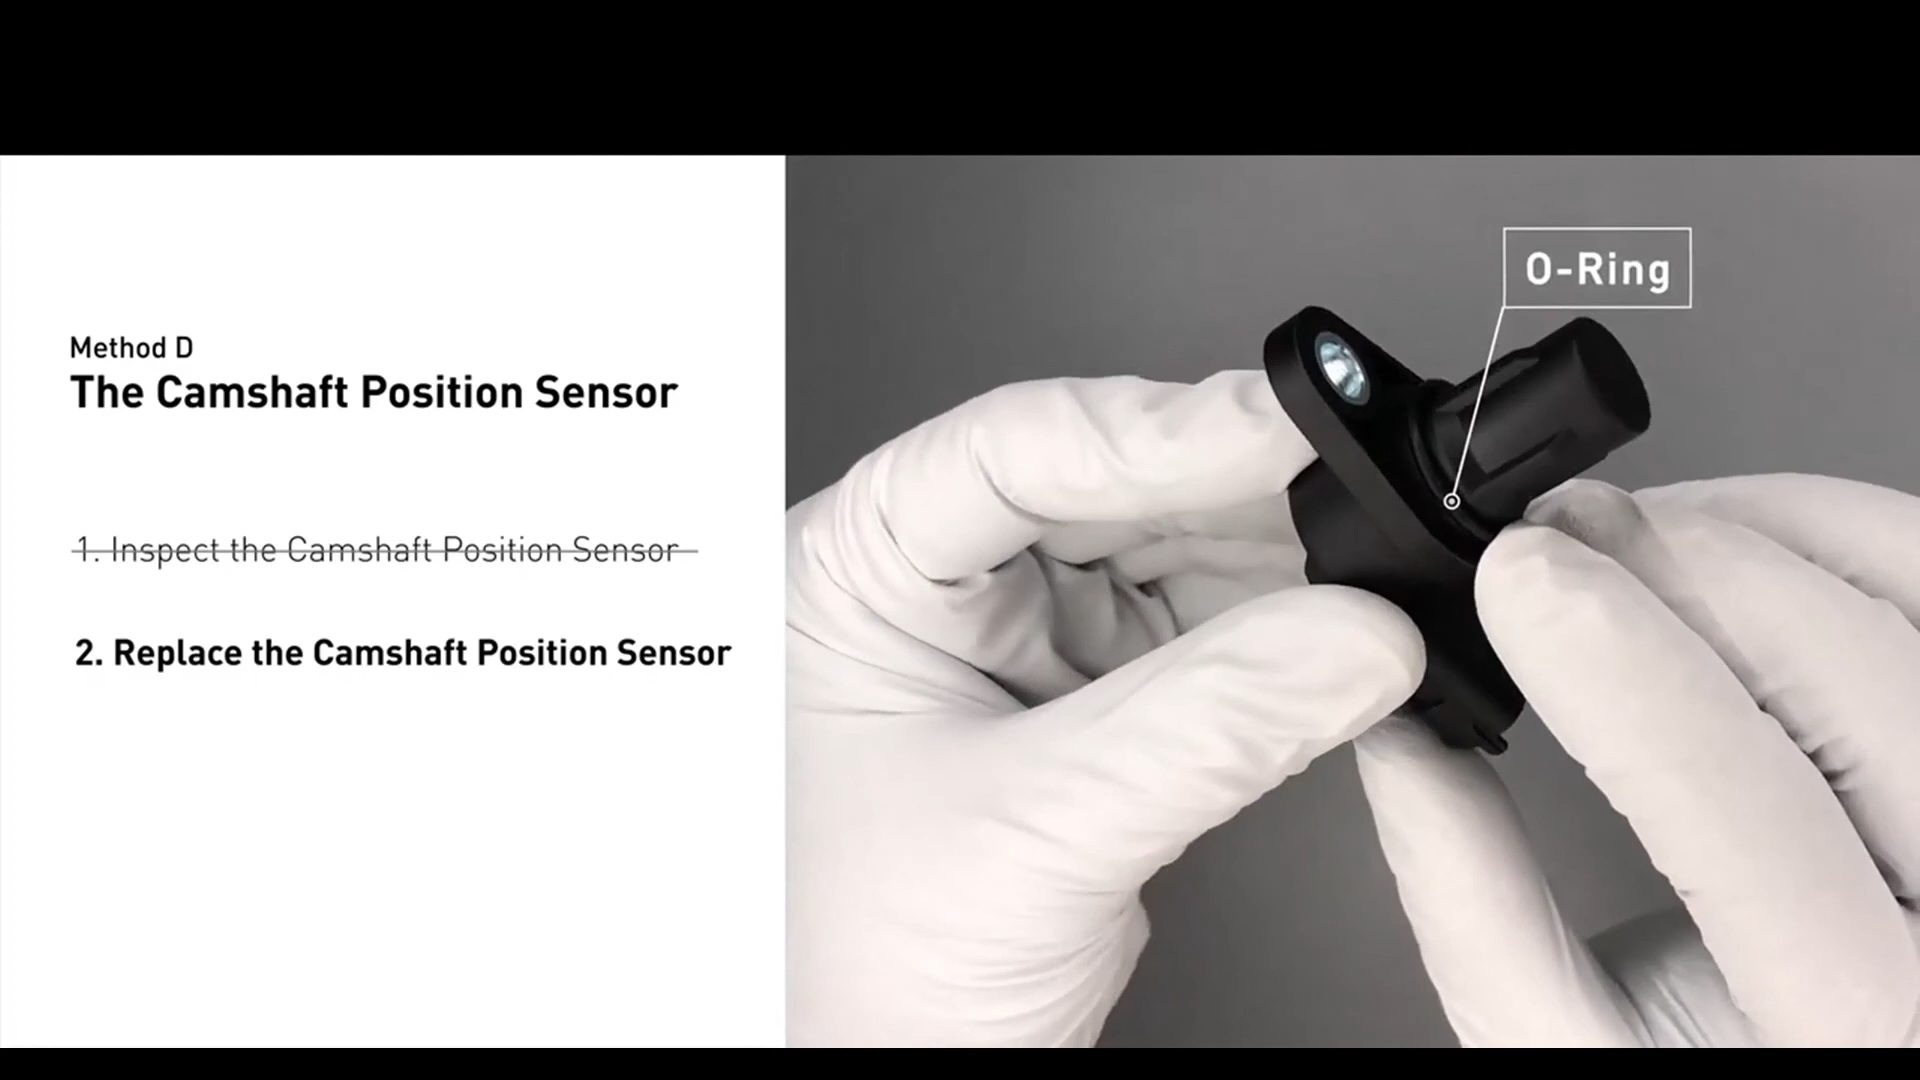 Method D
The Camshaft Position Sensor
1. Inspect the Camshaft Position Sensor
2. Replace the Camshaft Position Sensor
O-Ring